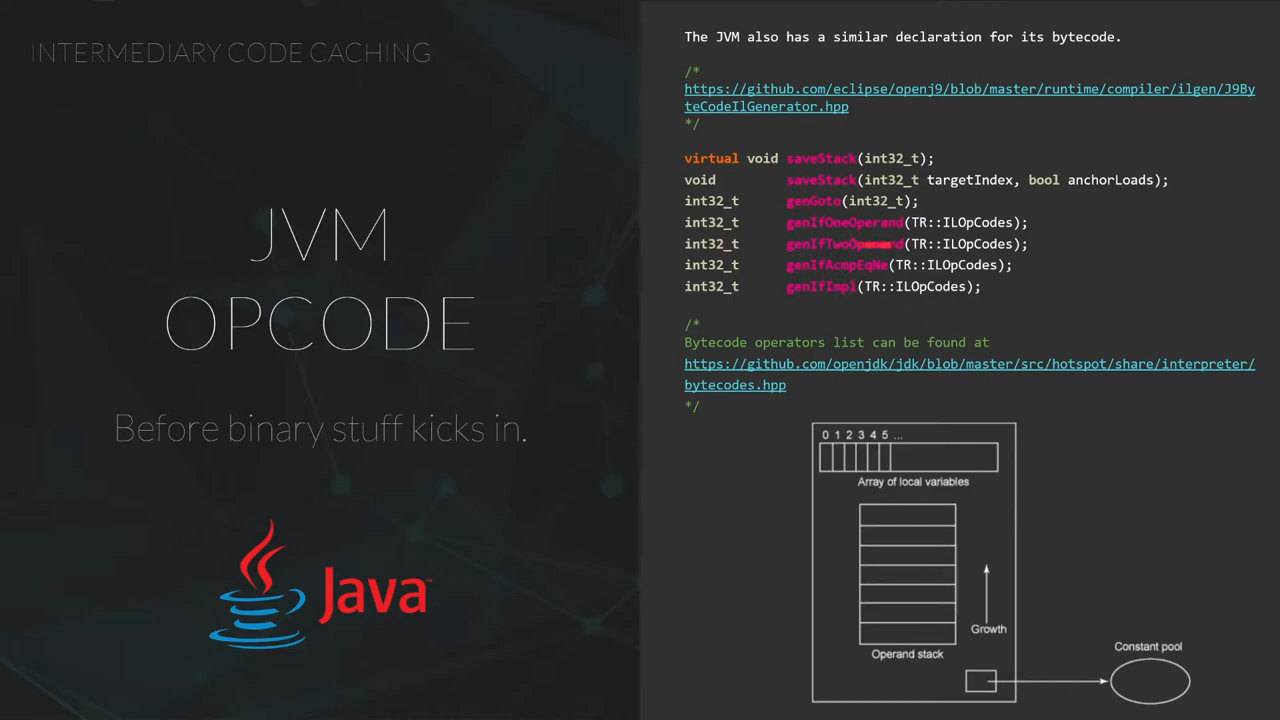 INTERMEDIARY CODE CACHING
JVM
OPCODE
Before binary stuff kicks in.
Java™
The JVM also has a similar declaration for its bytecode.
/*
https://github.com/eclipse/openj9/blob/master/runtime/compiler/ilgen/J9By
teCodeIlGenerator.hpp
*/
virtual void saveStack(int32_t);
void saveStack(int32_t targetIndex, bool anchorLoads);
int32_t genGoto(int32_t);
int32_t genIfOneOperand(TR::ILOpCodes);
int32_t genIfTwoOperand(TR::ILOpCodes);
int32_t genIfAcmpEqNe(TR::ILOpCodes);
int32_t genIfImpl(TR::ILOpCodes);
/*
Bytecode operators list can be found at
https://github.com/openjdk/jdk/blob/master/src/hotspot/share/interpreter/
bytecodes.hpp
*/
0 1 2 3 4 5 ...
Array of local variables
Growth
Operand stack
Constant pool